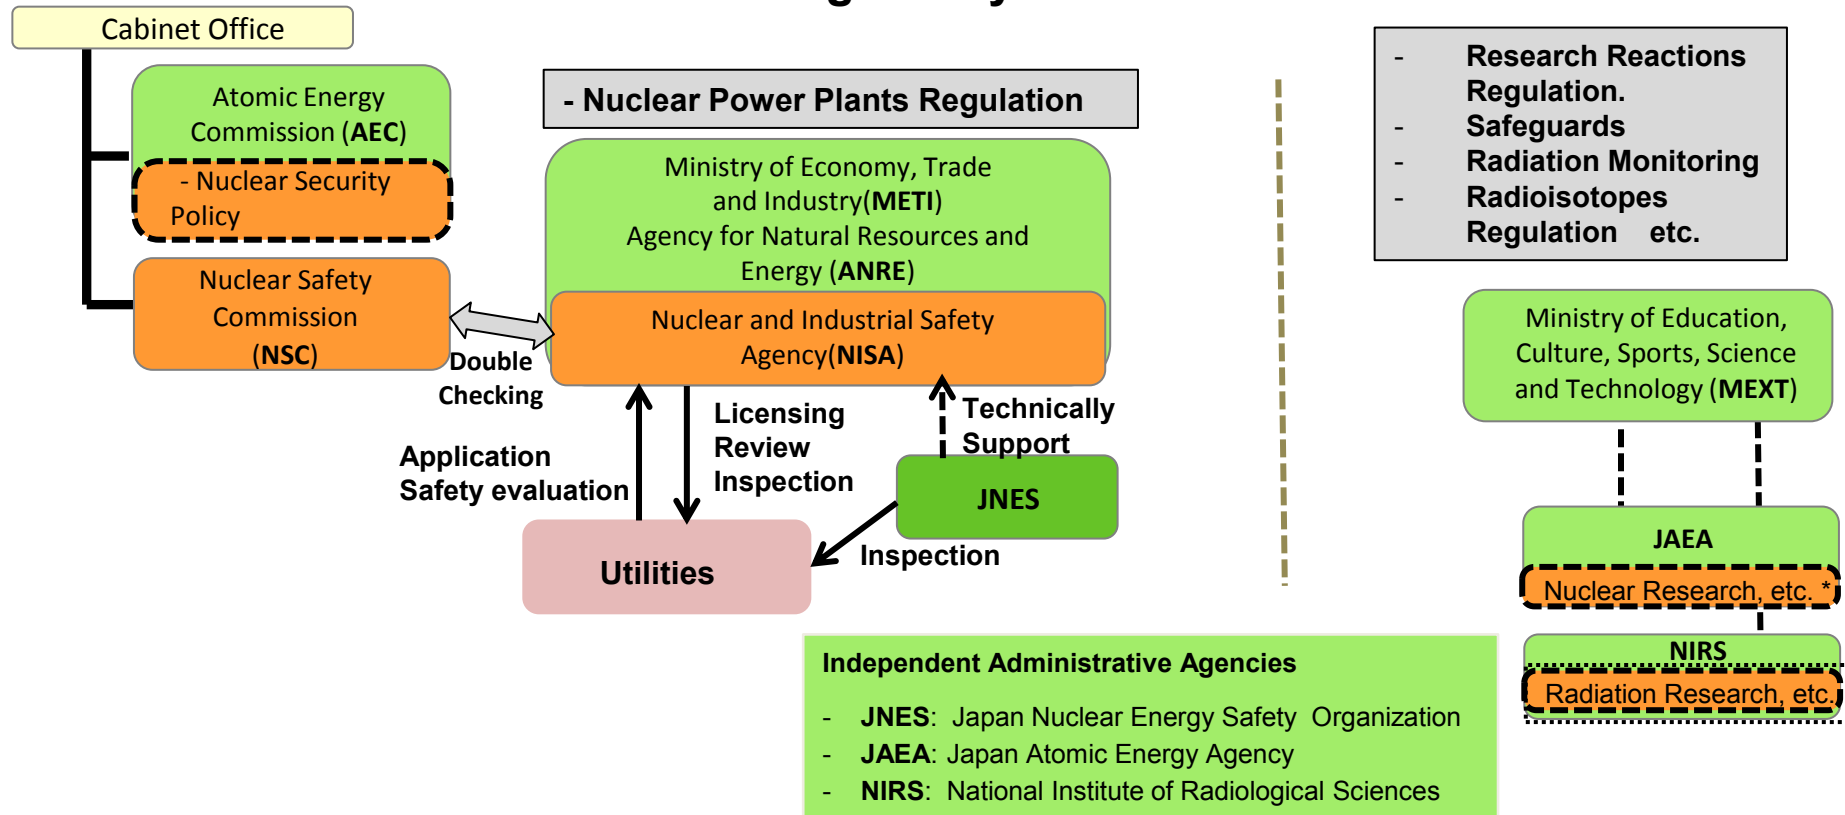 Cabinet Office
Atomic Energy
Commission (AEC)
- Nuclear Security
Policy
Nuclear Safety
Commission
(NSC)
Double
Checking
- Nuclear Power Plants Regulation
Ministry of Economy, Trade
and Industry(METI)
Agency for Natural Resources and
Energy (ANRE)
Nuclear and Industrial Safety
Agency(NISA)
Application
Safety evaluation
Licensing
Review
Inspection
Technically
Support
JNES
Inspection
Utilities
- Research Reactions
Regulation.
- Safeguards
- Radiation Monitoring
- Radioisotopes
Regulation etc.
Ministry of Education,
Culture, Sports, Science
and Technology (MEXT)
JAEA
Nuclear Research, etc. *
NIRS
Radiation Research, etc.
Independent Administrative Agencies
- JNES: Japan Nuclear Energy Safety Organization
- JAEA: Japan Atomic Energy Agency
- NIRS: National Institute of Radiological Sciences